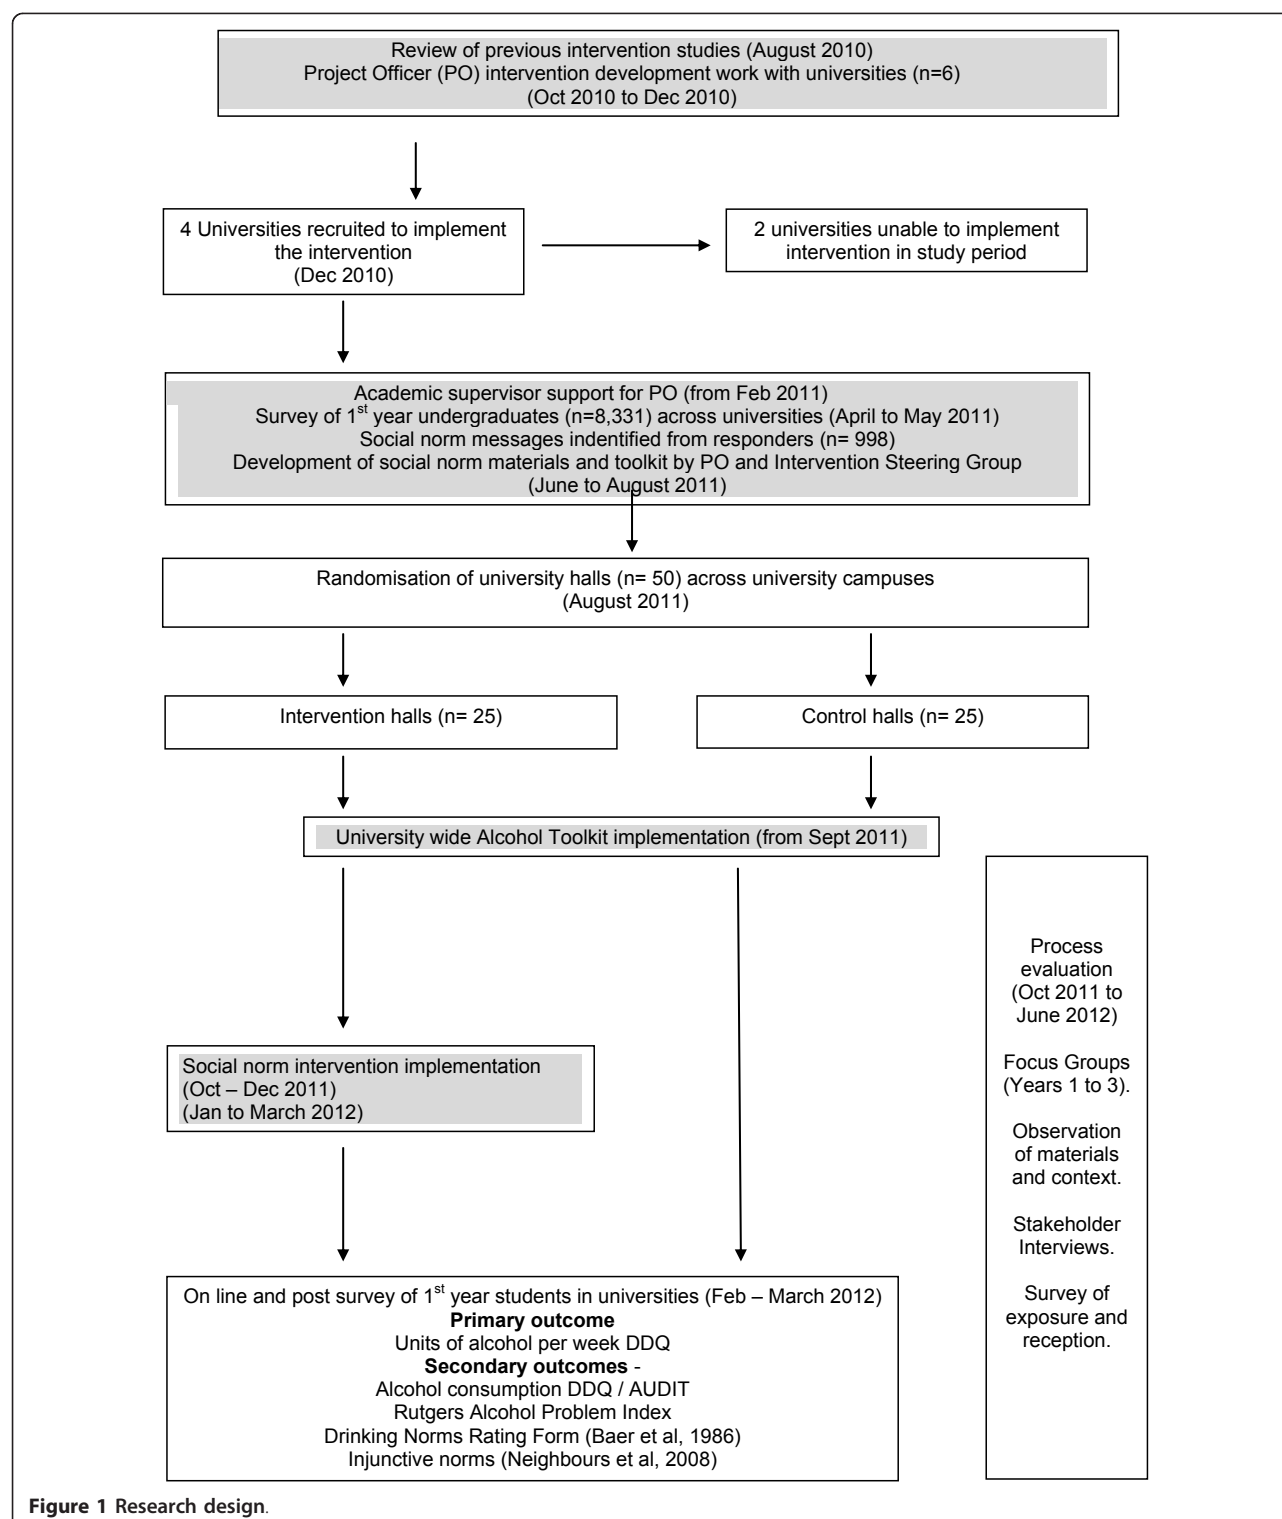 Review of previous intervention studies (August 2010)
Project Officer (PO) intervention development work with universities (n=6)
(Oct 2010 to Dec 2010)
4 Universities recruited to implement
the intervention
(Dec 2010)
2 universities unable to implement
intervention in study period
Academic supervisor support for PO (from Feb 2011)
Survey of 1st year undergraduates (n=8,331) across universities (April to May 2011)
Social norm messages indentified from responders (n= 998)
Development of social norm materials and toolkit by PO and Intervention Steering Group
(June to August 2011)
Randomisation of university halls (n= 50) across university campuses
(August 2011)
Intervention halls (n= 25)
Control halls (n= 25)
University wide Alcohol Toolkit implementation (from Sept 2011)
Process
evaluation
(Oct 2011 to
June 2012)
Focus Groups
(Years 1 to 3).
Observation
of materials
and context.
Stakeholder
Interviews.
Survey of
exposure and
reception.
Social norm intervention implementation
(Oct – Dec 2011)
(Jan to March 2012)
On line and post survey of 1st year students in universities (Feb – March 2012)
Primary outcome
Units of alcohol per week DDQ
Secondary outcomes -
Alcohol consumption DDQ / AUDIT
Rutgers Alcohol Problem Index
Drinking Norms Rating Form (Baer et al, 1986)
Injunctive norms (Neighbours et al, 2008)
Figure 1 Research design.